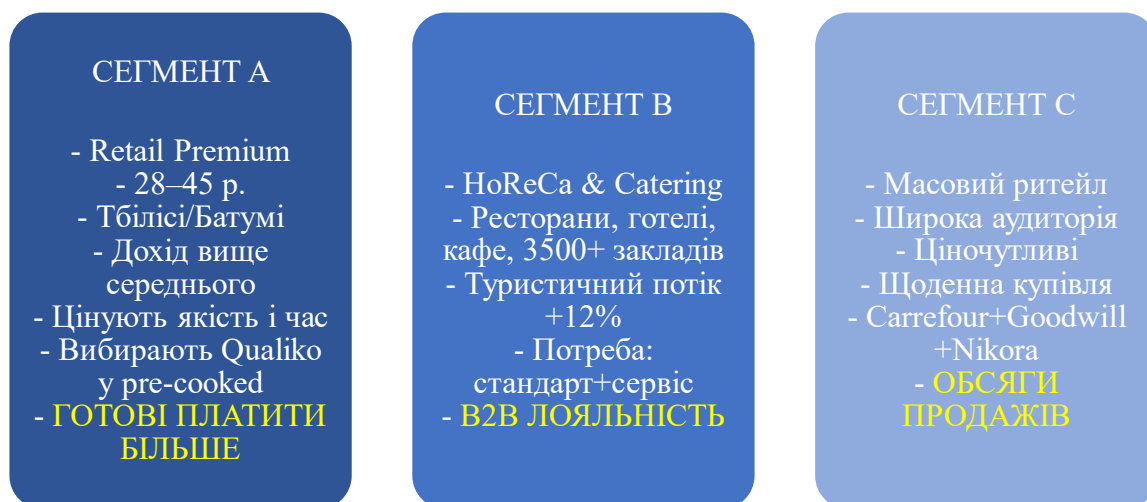 СЕГМЕНТ А
- Retail Premium
- 28–45 р.
- Тбілісі/Батумі
- Дохід вище
середнього
- Цінують якість і час
- Вибирають Qualiko
у pre-cooked
- ГОТОВІ ПЛАТИТИ
БІЛЬШЕ
СЕГМЕНТ В
- HoReCa & Catering
- Ресторани, готелі,
кафе, 3500+ закладів
- Туристичний потік
+12%
- Потреба:
стандарт+сервіс
- B2B ЛОЯЛЬНІСТЬ
СЕГМЕНТ С
- Масовий ритейл
- Широка аудиторія
- Ціночутливі
- Щоденна купівля
- Carrefour+Goodwill
+Nikora
- ОБСЯГИ
ПРОДАЖІВ